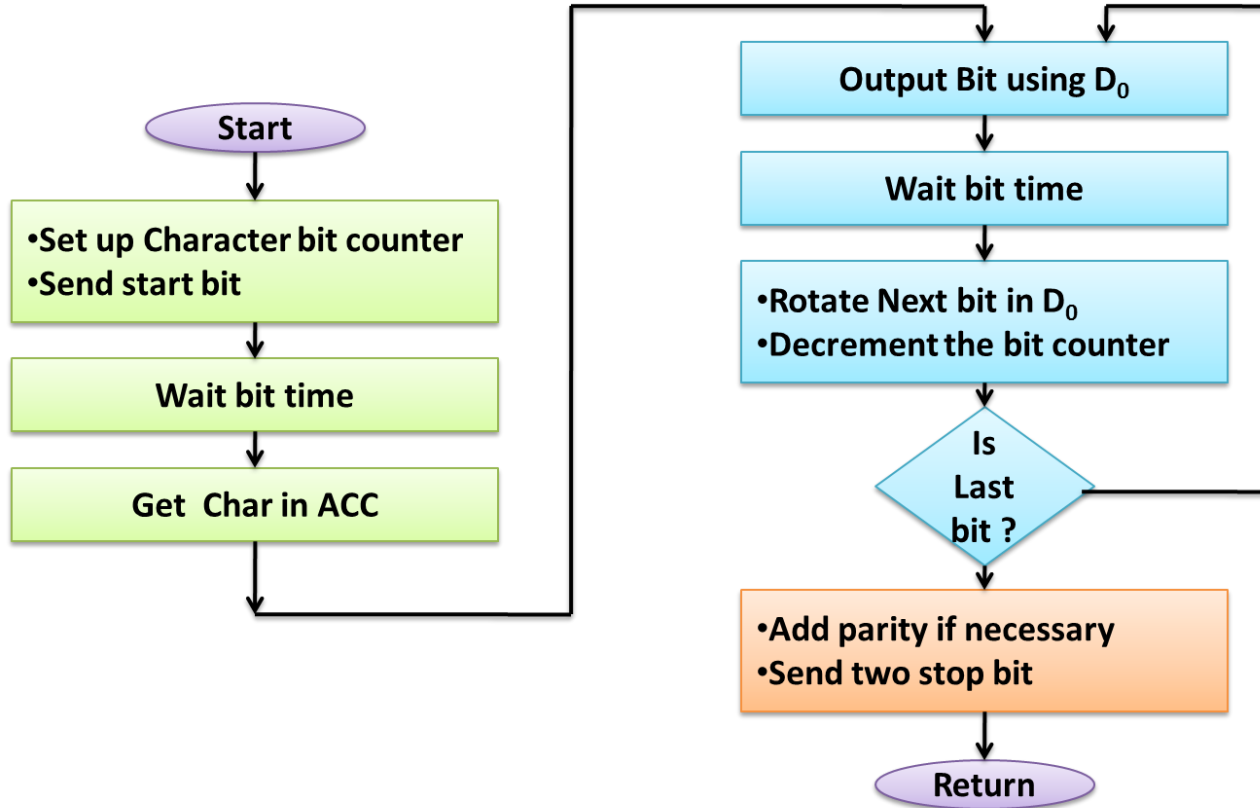 Start
•Set up Character bit counter
•Send start bit
Wait bit time
Get Char in ACC
Output Bit using D₀
Wait bit time
•Rotate Next bit in D₀
•Decrement the bit counter
Is
Last
bit ?
•Add parity if necessary
•Send two stop bit
Return